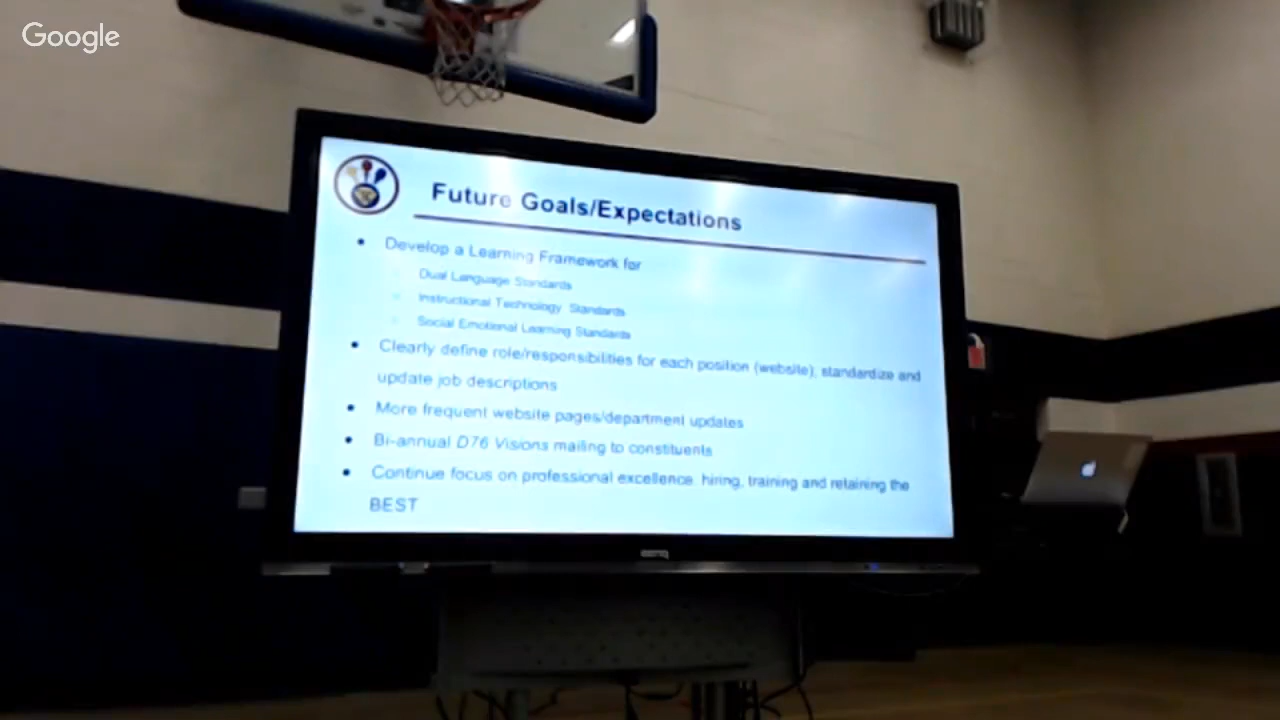 Google
Future Goals/Expectations
• Develop a Learning Framework for
Dual Language Standards
Instructional Technology Standards
Social Emotional Learning Standards
• Clearly define role/responsibilities for each position (website); standardize and
update job descriptions
• More frequent website pages/department updates
• Bi-annual D76 Visions mailing to constituents
• Continue focus on professional excellence: hiring, training and retaining the
BEST
BenQ